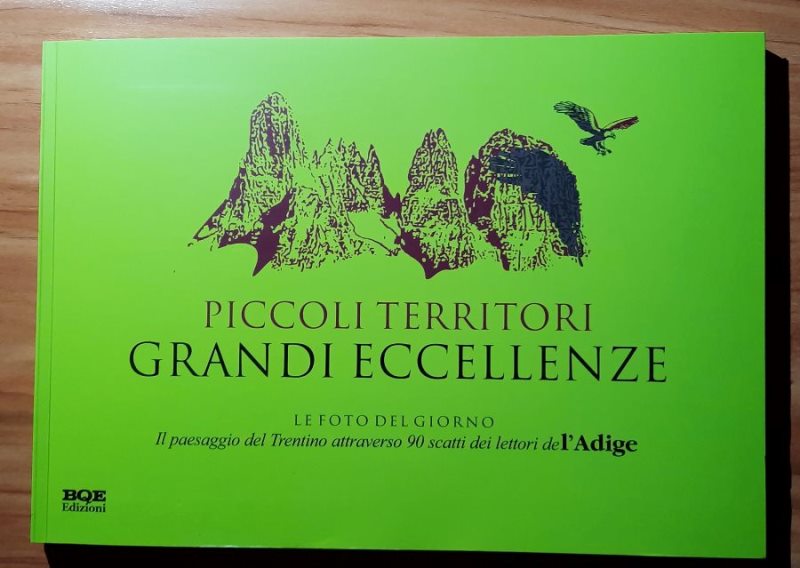 PICCOLI TERRITORI
GRANDI ECCELLENZE
LE FOTO DEL GIORNO
Il paesaggio del Trentino attraverso 90 scatti dei lettori de l'Adige
BQE
Edizioni